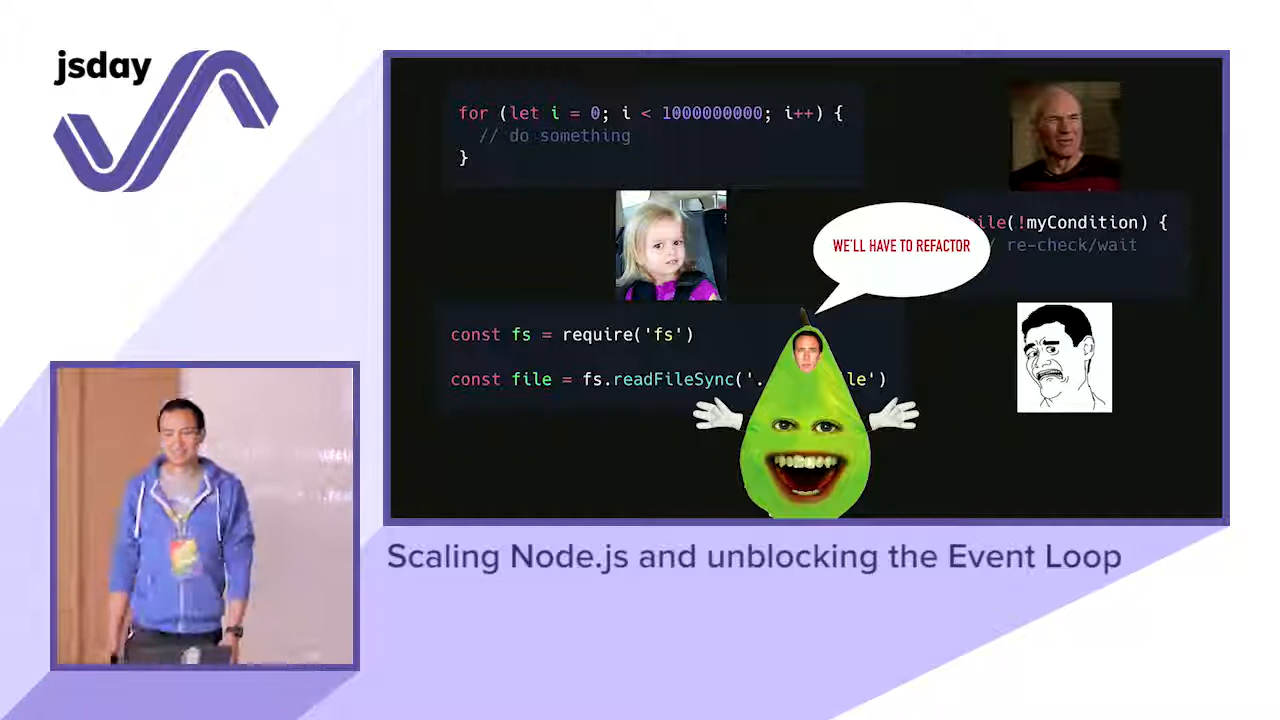 jsday
for (let i = 0; i < 1000000000; i++) {
// do something
}
ile(!myCondition) {
re-check/wait
WE'LL HAVE TO REFACTOR
const fs = require('fs')
const file = fs.readFileSync('. le')
Scaling Node.js and unblocking the Event Loop